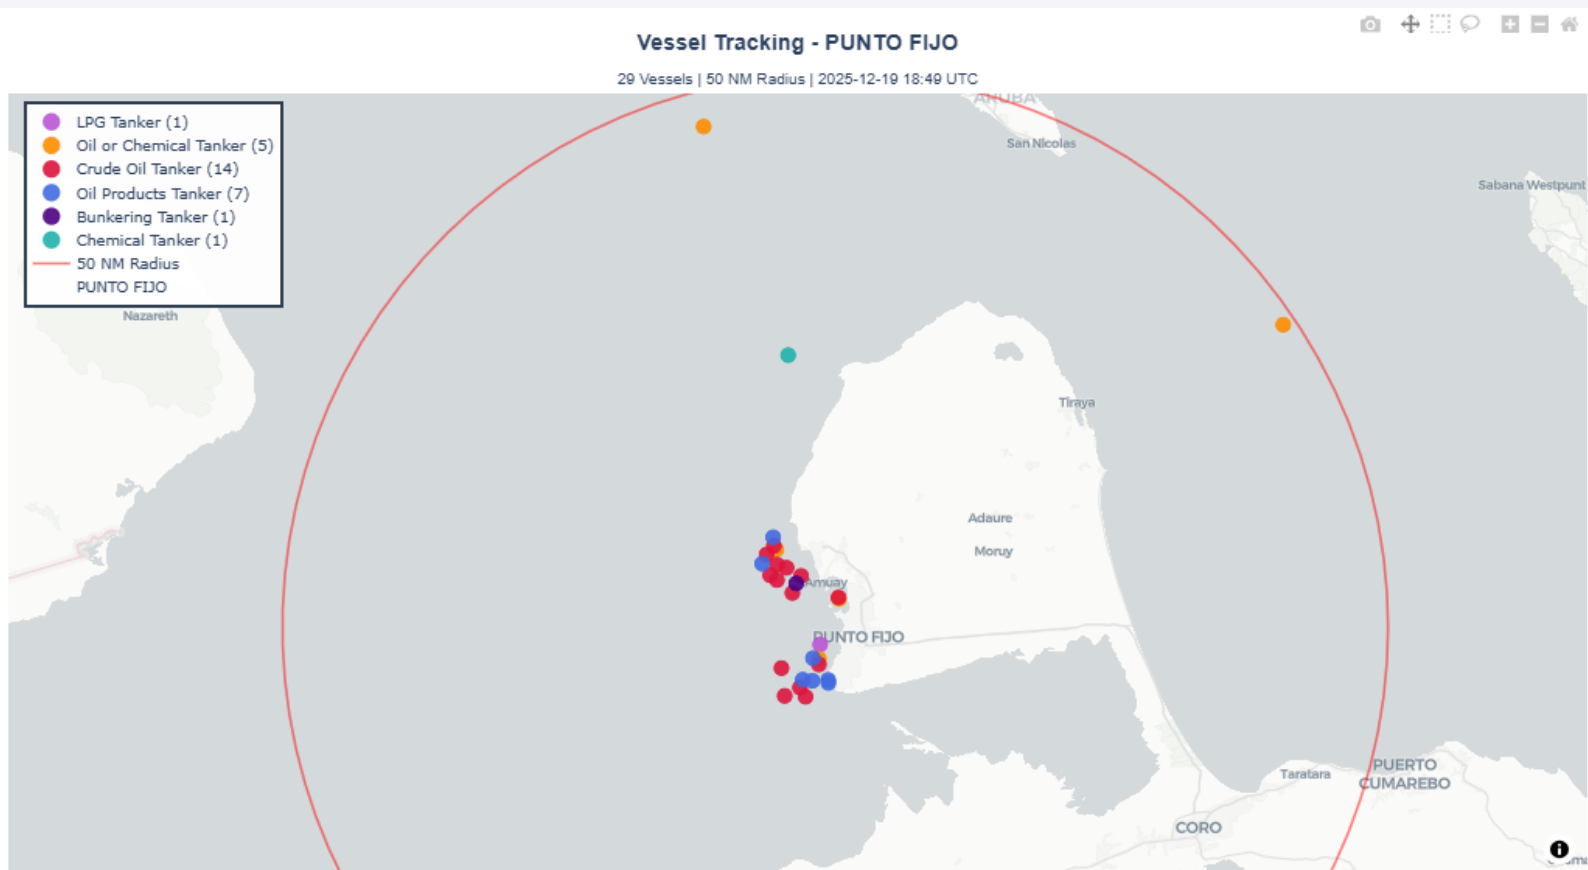 Vessel Tracking - PUNTO FIJO
29 Vessels | 50 NM Radius | 2025-12-19 18:49 UTC
LPG Tanker (1)
Oil or Chemical Tanker (5)
Crude Oil Tanker (14)
Oil Products Tanker (7)
Bunkering Tanker (1)
Chemical Tanker (1)
50 NM Radius
PUNTO FIJO
ARUBA
San Nicolas
Sabana Westpunt
Nazareth
Tiraya
Adaure
Moruy
Amuay
PUNTO FIJO
Taratara
PUERTO
CUMAREBO
CORO